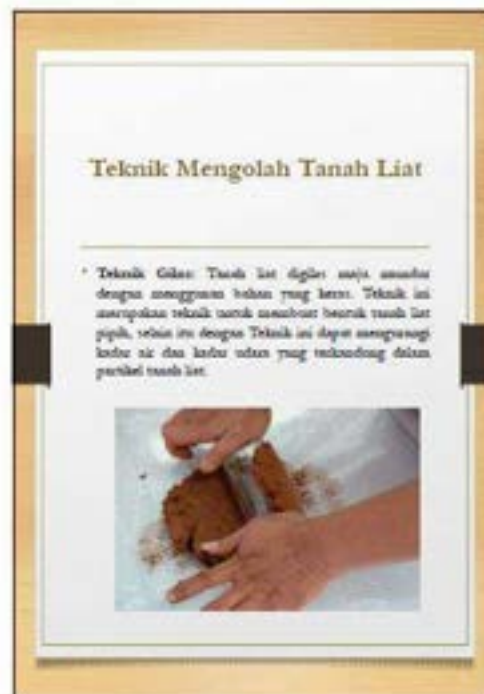 Teknik Mengolah Tanah Liat
• Teknik Gilas: Tanah liat digilas
dengan menggunan bahan yang keras. Teknik ini
merupakan teknik untuk membuat bentuk tanah liat
pipih, selain itu dengan Teknik ini dapat mengurangi
kadar air dan kadar udara yang terkandung dalam
partikel tanah liat.